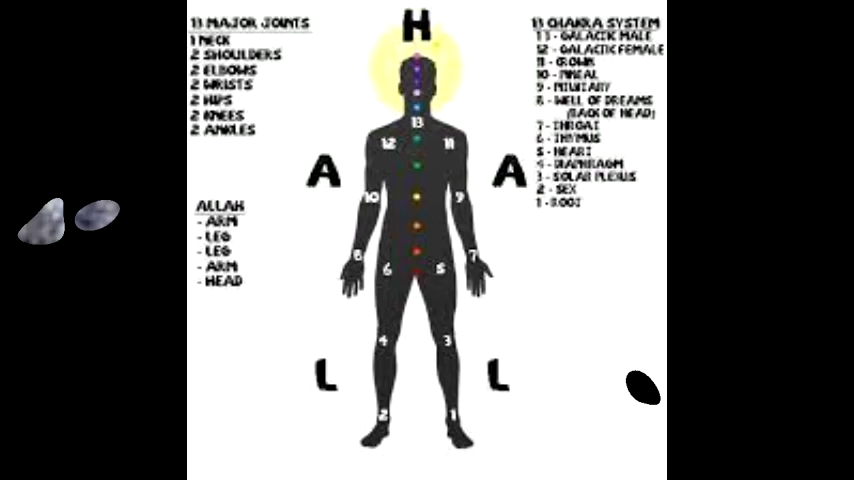 13 MAJOR JOINTS
1 NECK
2 SHOULDERS
2 ELBOWS
2 WRISTS
2 HIPS
2 KNEES
2 ANKLES
ALLAH
- ARM
- LEG
- LEG
- ARM
- HEAD
H
A
A
L
L
13
12
11
10
9
8
7
6
5
4
3
2
1
13 CHAKRA SYSTEM
- GALACTIC MALE
12 - GALACTIC FEMALE
11 - CROWN
10 - PINEAL
9 - PITUITARY
8 - WELL OF DREAMS
(BACK OF HEAD)
7 - THROAT
6 - THYMUS
5 - HEART
4 - DIAPHRAGM
3 - SOLAR PLEXUS
2 - SEX
1 - ROOT